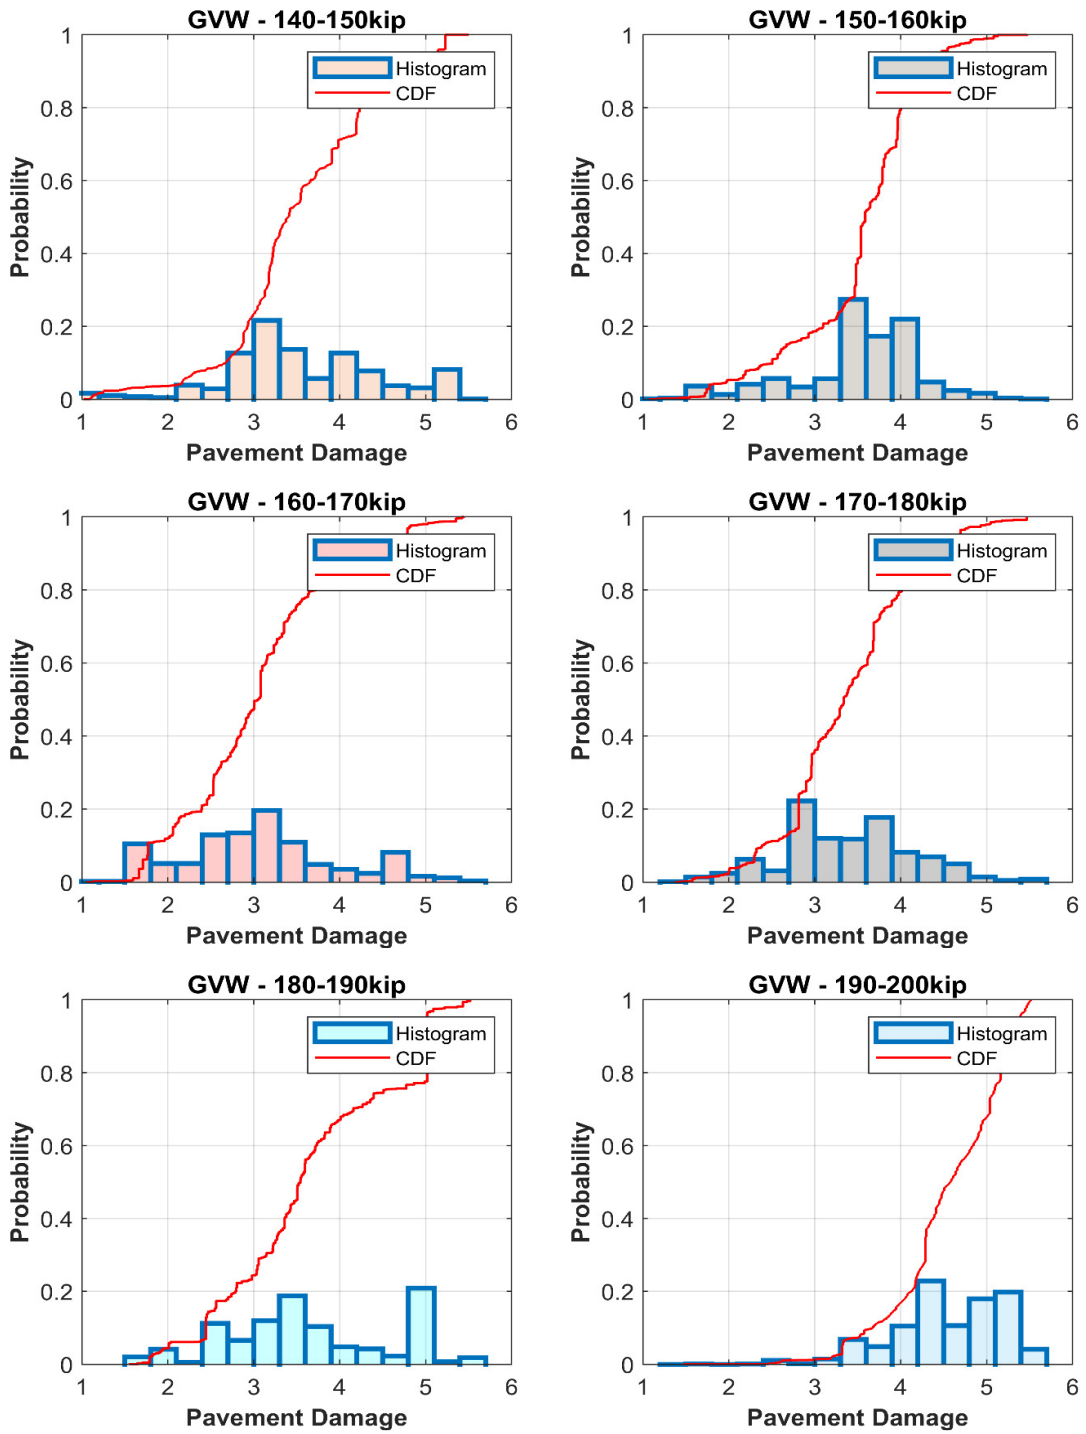 GVW - 140-150kip
1
0.8
0.6
0.4
0.2
0
Probability
Histogram
CDF
1 2 3 4 5 6
Pavement Damage
GVW - 150-160kip
1
0.8
0.6
0.4
0.2
0
Probability
Histogram
CDF
1 2 3 4 5 6
Pavement Damage
GVW - 160-170kip
1
0.8
0.6
0.4
0.2
0
Probability
Histogram
CDF
1 2 3 4 5 6
Pavement Damage
GVW - 170-180kip
1
0.8
0.6
0.4
0.2
0
Probability
Histogram
CDF
1 2 3 4 5 6
Pavement Damage
GVW - 180-190kip
1
0.8
0.6
0.4
0.2
0
Probability
Histogram
CDF
1 2 3 4 5 6
Pavement Damage
GVW - 190-200kip
1
0.8
0.6
0.4
0.2
0
Probability
Histogram
CDF
1 2 3 4 5 6
Pavement Damage